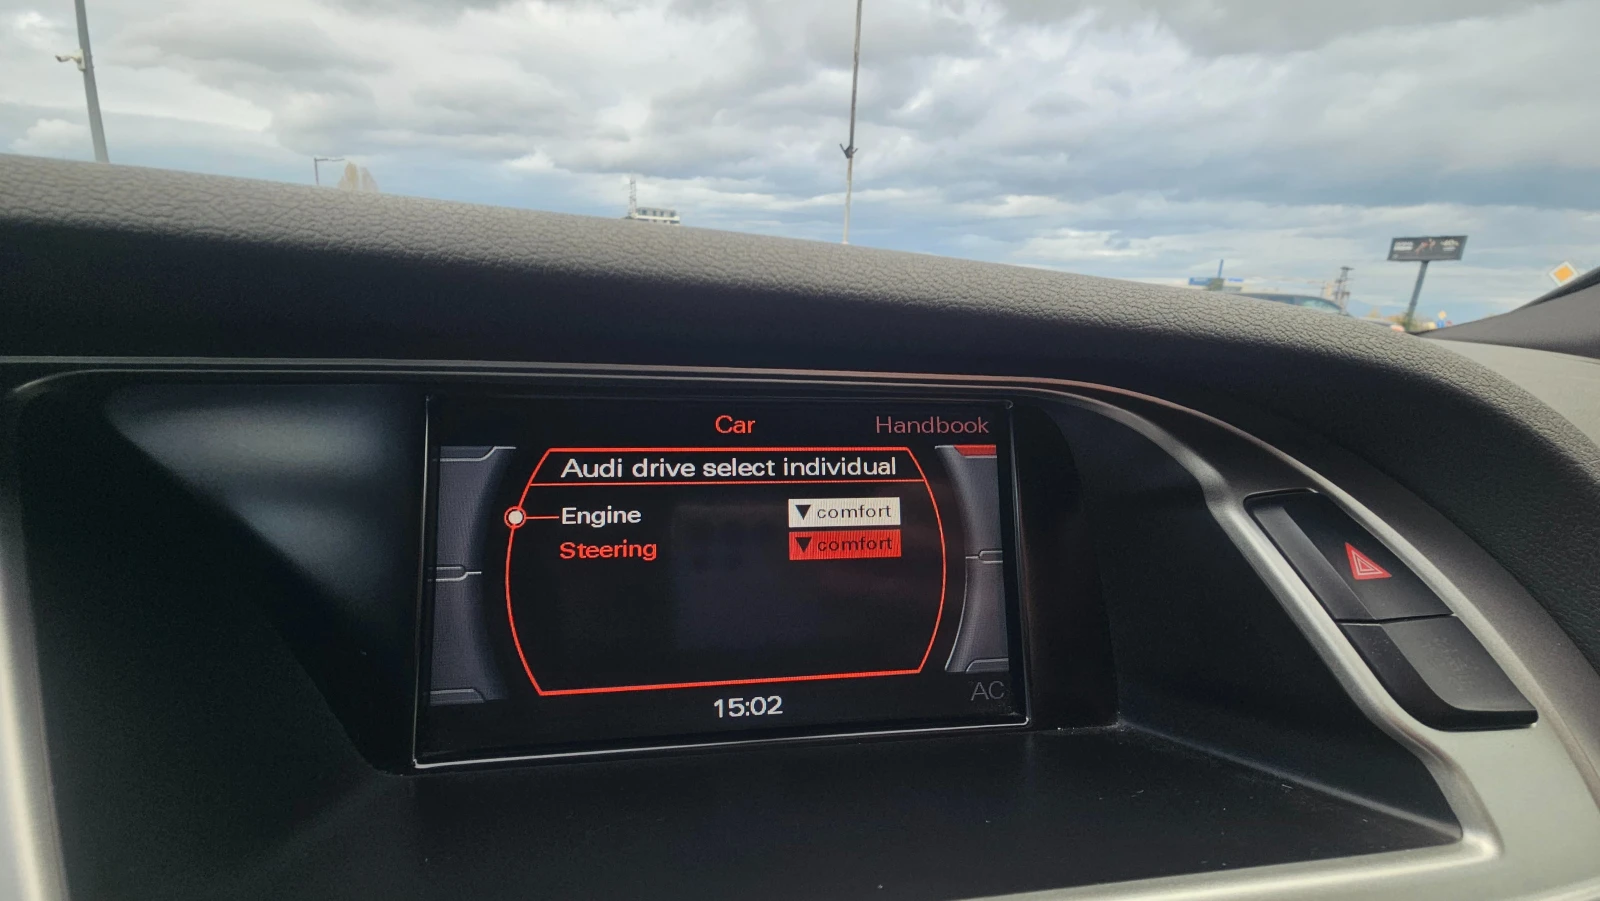 Car
Handbook
Audi drive select individual
Engine
▼ comfort
Steering
▼ comfort
15:02
AC